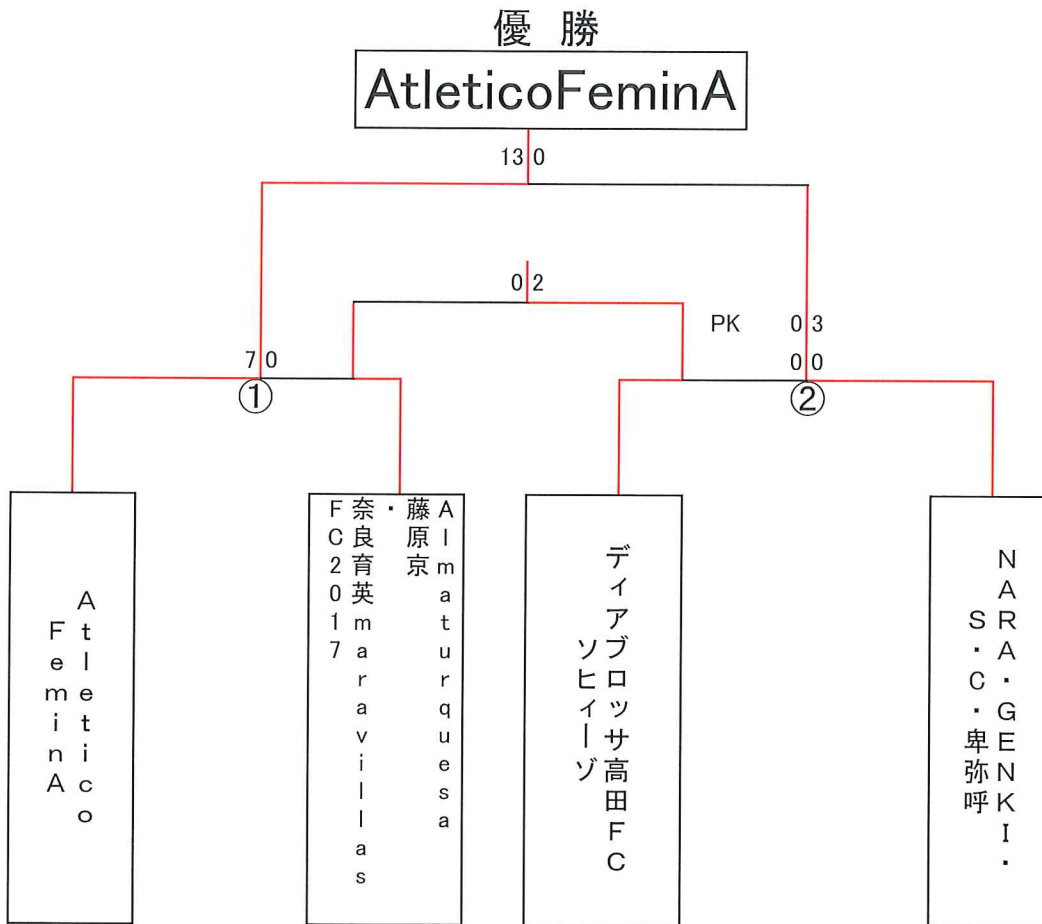 優勝
AtleticoFeminA
13 0
0 2
PK 0 3
7 0
0 0
①
②
Atletico
FeminA
Almaturquesa
藤原京
・
奈良育英maravillas
FC2017
ディアブロッサ高田FC
ソヒィーゾ
NARA・GENKI・
S・C・卑弥呼